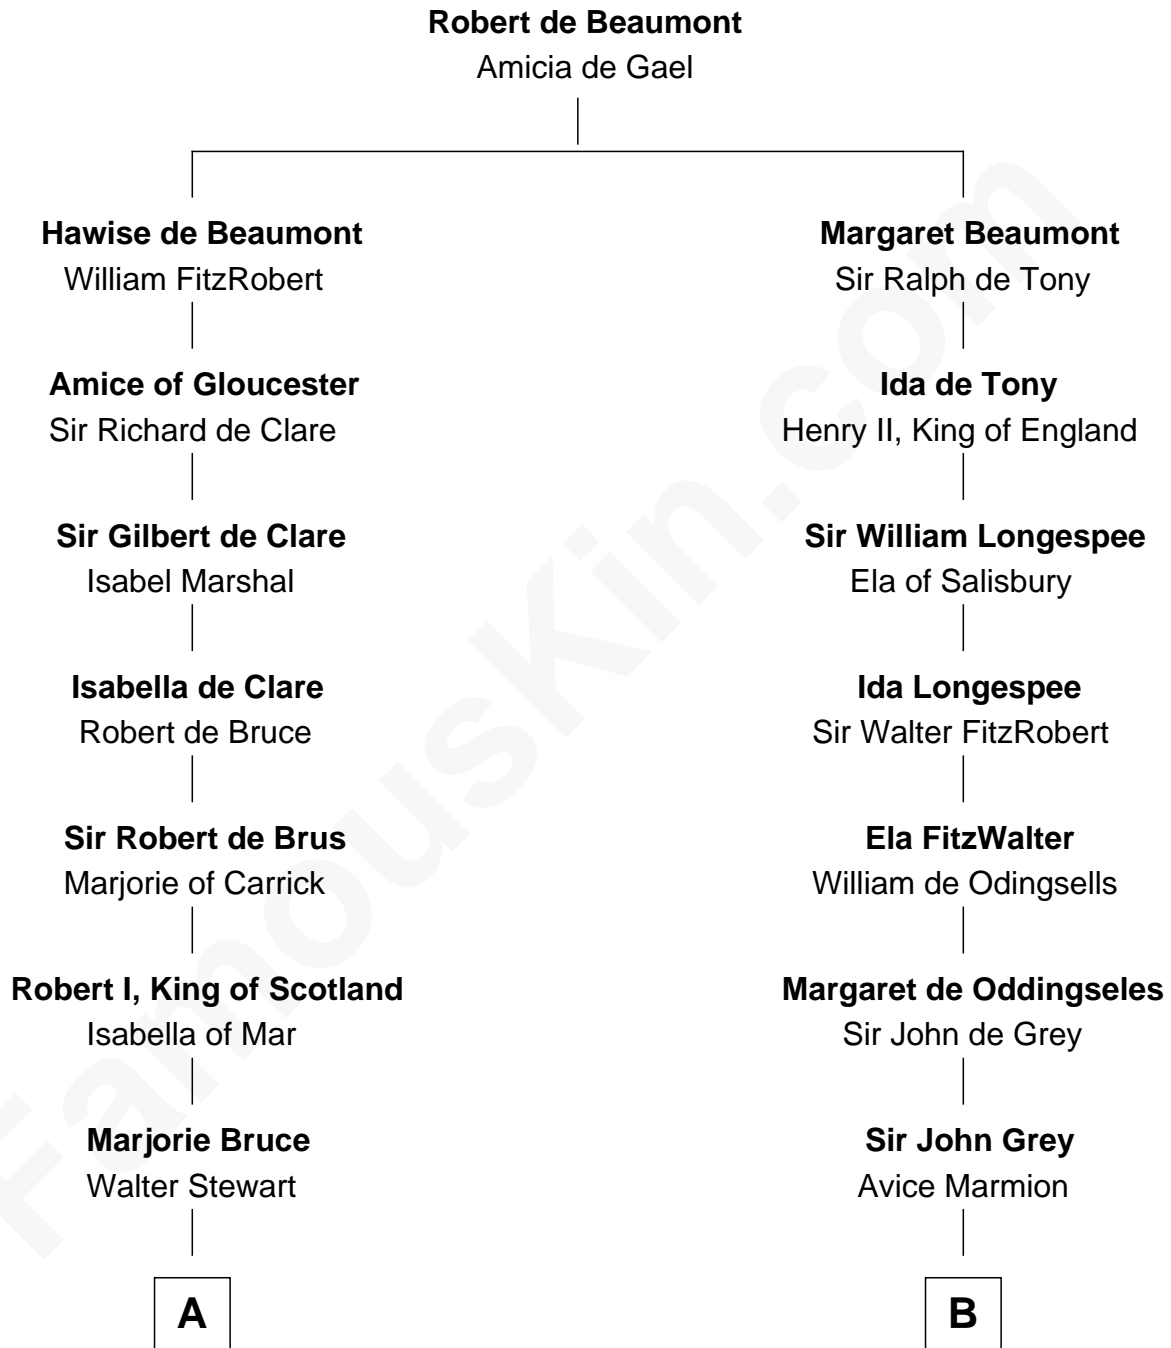 Robert de Beaumont
Amicia de Gael
Hawise de Beaumont
William FitzRobert
Margaret Beaumont
Sir Ralph de Tony
Amice of Gloucester
Sir Richard de Clare
Ida de Tony
Henry II, King of England
Sir Gilbert de Clare
Isabel Marshal
Sir William Longespee
Ela of Salisbury
Isabella de Clare
Robert de Bruce
Ida Longespee
Sir Walter FitzRobert
Sir Robert de Brus
Marjorie of Carrick
Ela FitzWalter
William de Odingsells
Robert I, King of Scotland
Isabella of Mar
Margaret de Oddingseles
Sir John de Grey
Marjorie Bruce
Walter Stewart
Sir John Grey
Avice Marmion
A
B
FamousKin.com